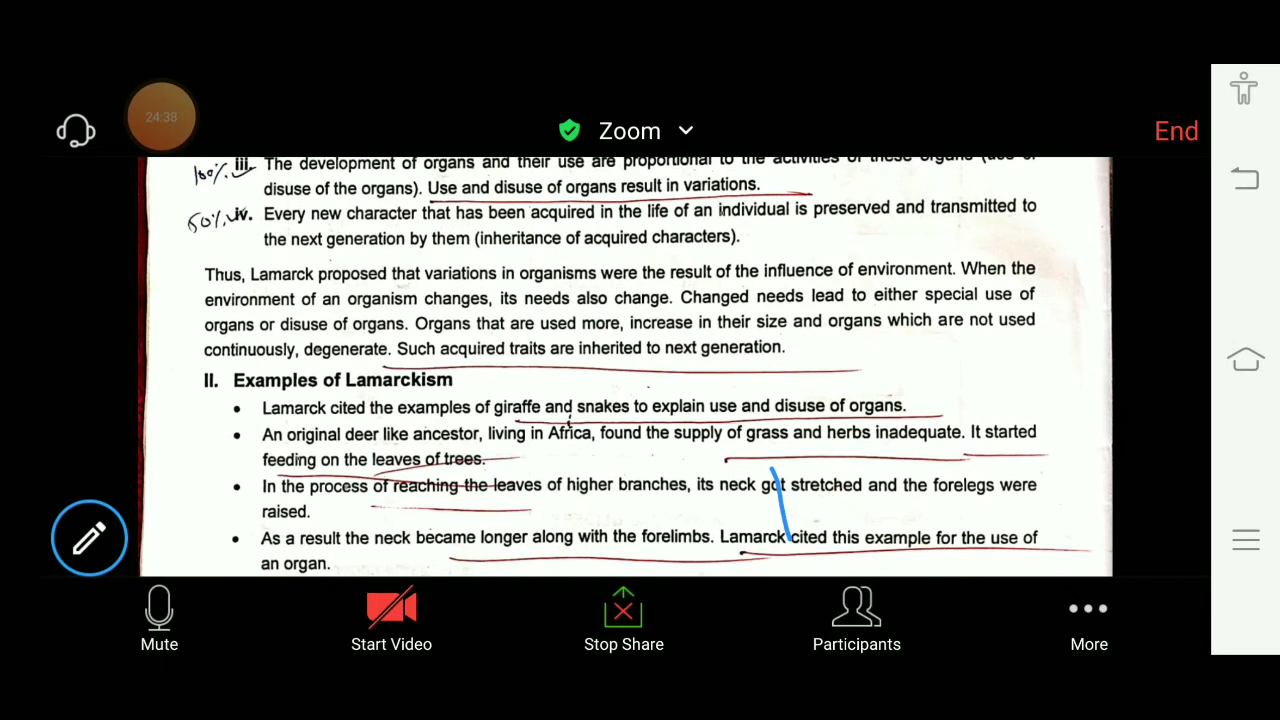 24:38
Zoom
End
100% iii. The development of organs and their use are proportional to the activities of these organs (use or
disuse of the organs). Use and disuse of organs result in variations.
50% iv. Every new character that has been acquired in the life of an individual is preserved and transmitted to
the next generation by them (inheritance of acquired characters).
Thus, Lamarck proposed that variations in organisms were the result of the influence of environment. When the
environment of an organism changes, its needs also change. Changed needs lead to either special use of
organs or disuse of organs. Organs that are used more, increase in their size and organs which are not used
continuously, degenerate. Such acquired traits are inherited to next generation.
II. Examples of Lamarckism
• Lamarck cited the examples of giraffe and snakes to explain use and disuse of organs.
• An original deer like ancestor, living in Africa, found the supply of grass and herbs inadequate. It started
feeding on the leaves of trees.
• In the process of reaching the leaves of higher branches, its neck got stretched and the forelegs were
raised.
• As a result the neck became longer along with the forelimbs. Lamarck cited this example for the use of
an organ.
Mute
Start Video
Stop Share
Participants
More